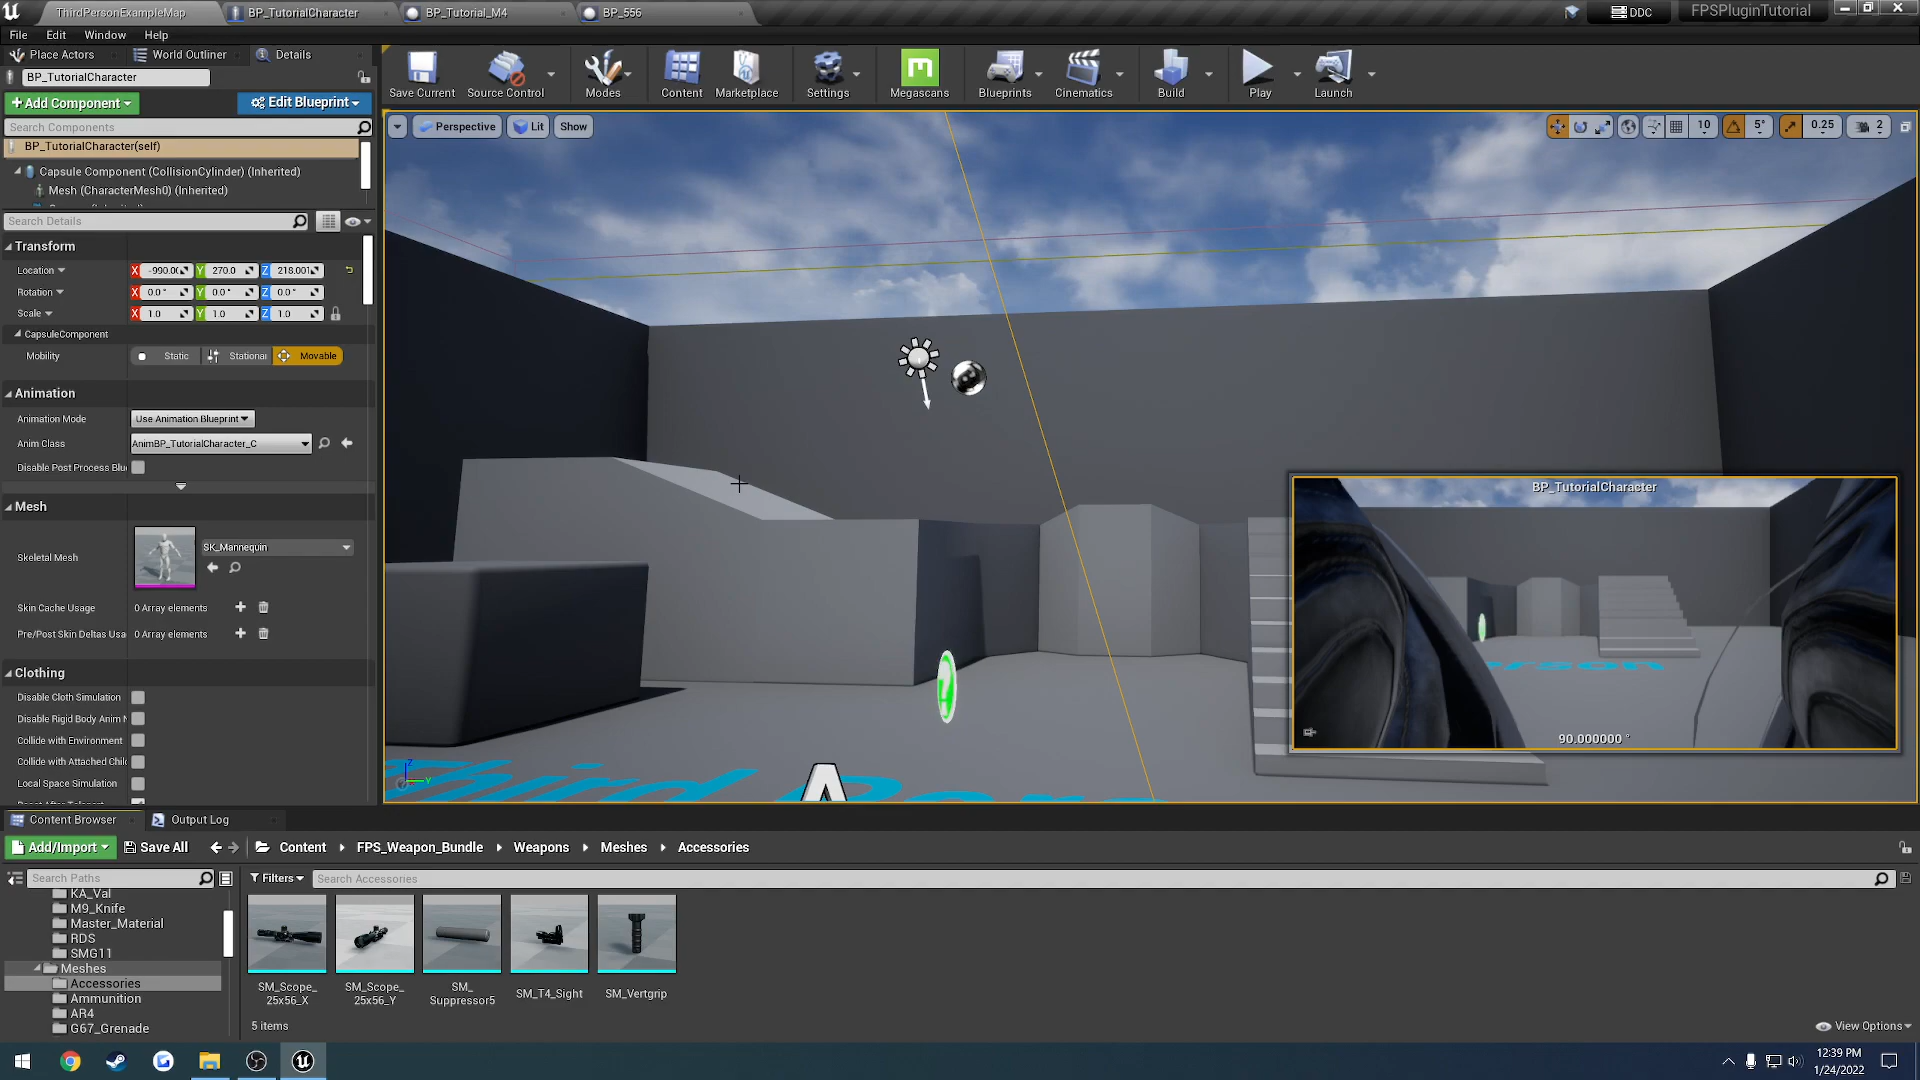 ThirdPersonExampleMap
BP_TutorialCharacter
BP_Tutorial_M4
BP_556
DDC
FPSPluginTutorial
File Edit Window Help
Place Actors
World Outliner
Details
BP_TutorialCharacter
+Add Component
Edit Blueprint
Search Components
BP_TutorialCharacter(self)
Capsule Component (CollisionCylinder) (Inherited)
Mesh (CharacterMesh0) (Inherited)
Search Details
Transform
Location X -990.0( Y 270.0 Z 218.001
Rotation X 0.0 ° Y 0.0 ° Z 0.0 °
Scale X 1.0 Y 1.0 Z 1.0
CapsuleComponent
Mobility Static Stationar Movable
Animation
Animation Mode Use Animation Blueprint
Anim Class AnimBP_TutorialCharacter_C
Disable Post Process Blu
Mesh
Skeletal Mesh SK_Mannequin
Skin Cache Usage 0 Array elements
Pre/Post Skin Deltas Usa 0 Array elements
Clothing
Disable Cloth Simulation
Disable Rigid Body Anim N
Collide with Environment
Collide with Attached Chil
Local Space Simulation
Save Current
Source Control
Modes
Content
Marketplace
Settings
Megascans
Blueprints
Cinematics
Build
Play
Launch
Perspective Lit Show
10 5° 0.25 2
BP_TutorialCharacter
90.000000 °
Content Browser
Output Log
Add/Import Save All
Content FPS_Weapon_Bundle Weapons Meshes Accessories
Search Paths
Filters
Search Accessories
KA_Val
M9_Knife
Master_Material
RDS
SMG11
Meshes
Accessories
Ammunition
AR4
G67_Grenade
SM_Scope_
25x56_X
SM_Scope_
25x56_Y
SM_
Suppressor5
SM_T4_Sight
SM_Vertgrip
5 items
View Options
12:39 PM
1/24/2022